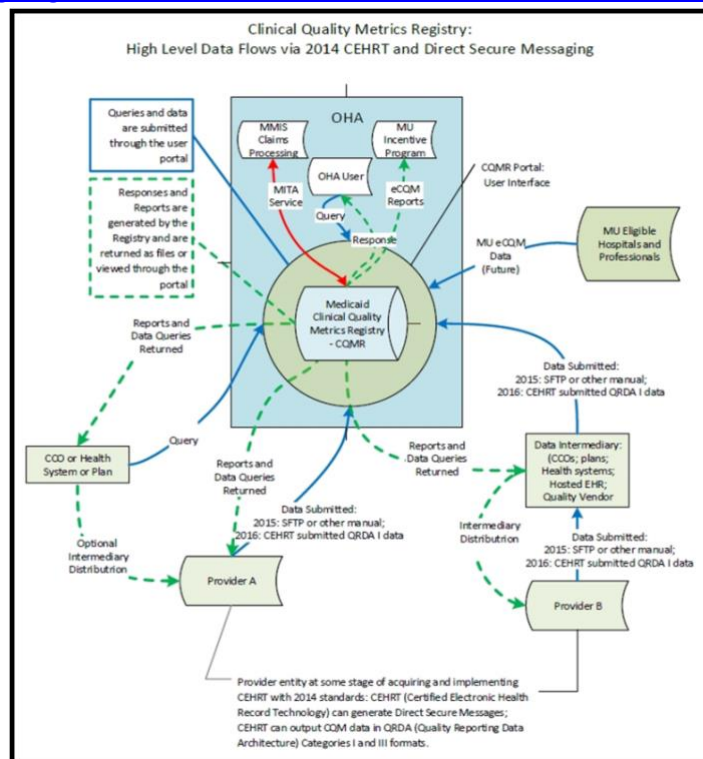 Clinical Quality Metrics Registry:
High Level Data Flows via 2014 CEHRT and Direct Secure Messaging
Queries and data
are submitted
through the user
portal
Responses and
Reports are
generated by the
Registry and are
returned as files or
viewed through the
portal
OHA
MMIS
Claims
Processing
MU
Incentive
Program
OHA User
MITA
Service
eCQM
Reports
Query
Response
CQMR Portal:
User Interface
MU eCQM
Data
(Future)
MU Eligible
Hospitals and
Professionals
Medicaid
Clinical Quality
Metrics Registry
- CQMR
Reports and
Data Queries
Returned
Data Submitted:
2015: SFTP or other manual;
2016: CEHRT submitted QRDA I data
CCO or Health
System or Plan
Query
Reports and
Data Queries
Returned
Reports and
Data Queries
Returned
Data Intermediary:
(CCOs; plans;
Health systems;
Hosted EHR;
Quality Vendor
Data Submitted:
2015: SFTP or other manual;
2016: CEHRT submitted QRDA I data
Optional
Intermediary
Distributrion
Intermediary
Distributrion
Data Submitted:
2015: SFTP or other manual;
2016: CEHRT submitted QRDA I data
Provider A
Provider B
Provider entity at some stage of acquiring and implementing
CEHRT with 2014 standards: CEHRT (Certified Electronic Health
Record Technology) can generate Direct Secure Messages;
CEHRT can output CQM data in QRDA (Quality Reporting Data
Architecture) Categories I and III formats.